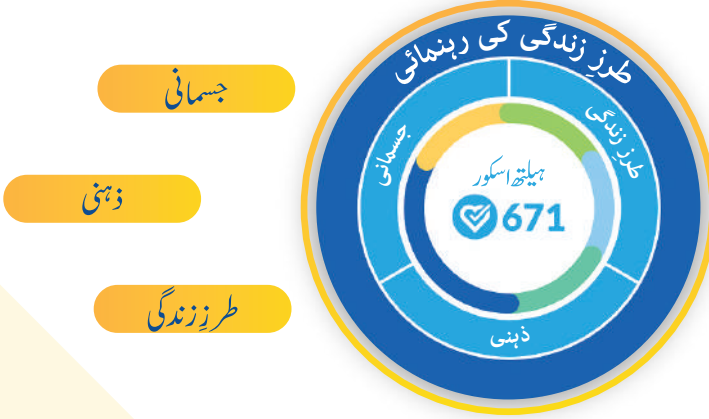 طرزِ زندگی کی رہنمائی
جسمانی
طرزِ زندگی
ہیلتھ اسکور
671
ذہنی
جسمانی
ذہنی
طرزِ زندگی